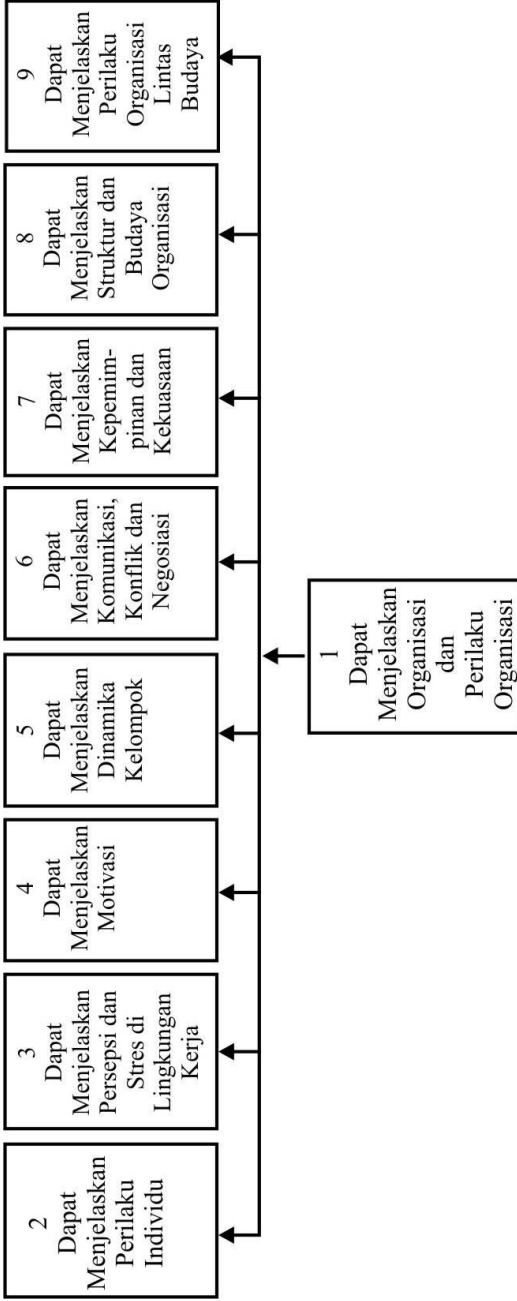 2
Dapat
Menjelaskan
Perilaku
Individu
3
Dapat
Menjelaskan
Persepsi dan
Stres di
Lingkungan
Kerja
4
Dapat
Menjelaskan
Motivasi
5
Dapat
Menjelaskan
Dinamika
Kelompok
6
Dapat
Menjelaskan
Komunikasi,
Konflik dan
Negosiasi
7
Dapat
Menjelaskan
Kepemim-
pinan dan
Kekuasaan
8
Dapat
Menjelaskan
Struktur dan
Budaya
Organisasi
9
Dapat
Menjelaskan
Perilaku
Organisasi
Lintas
Budaya
1
Dapat
Menjelaskan
Organisasi
dan
Perilaku
Organisasi